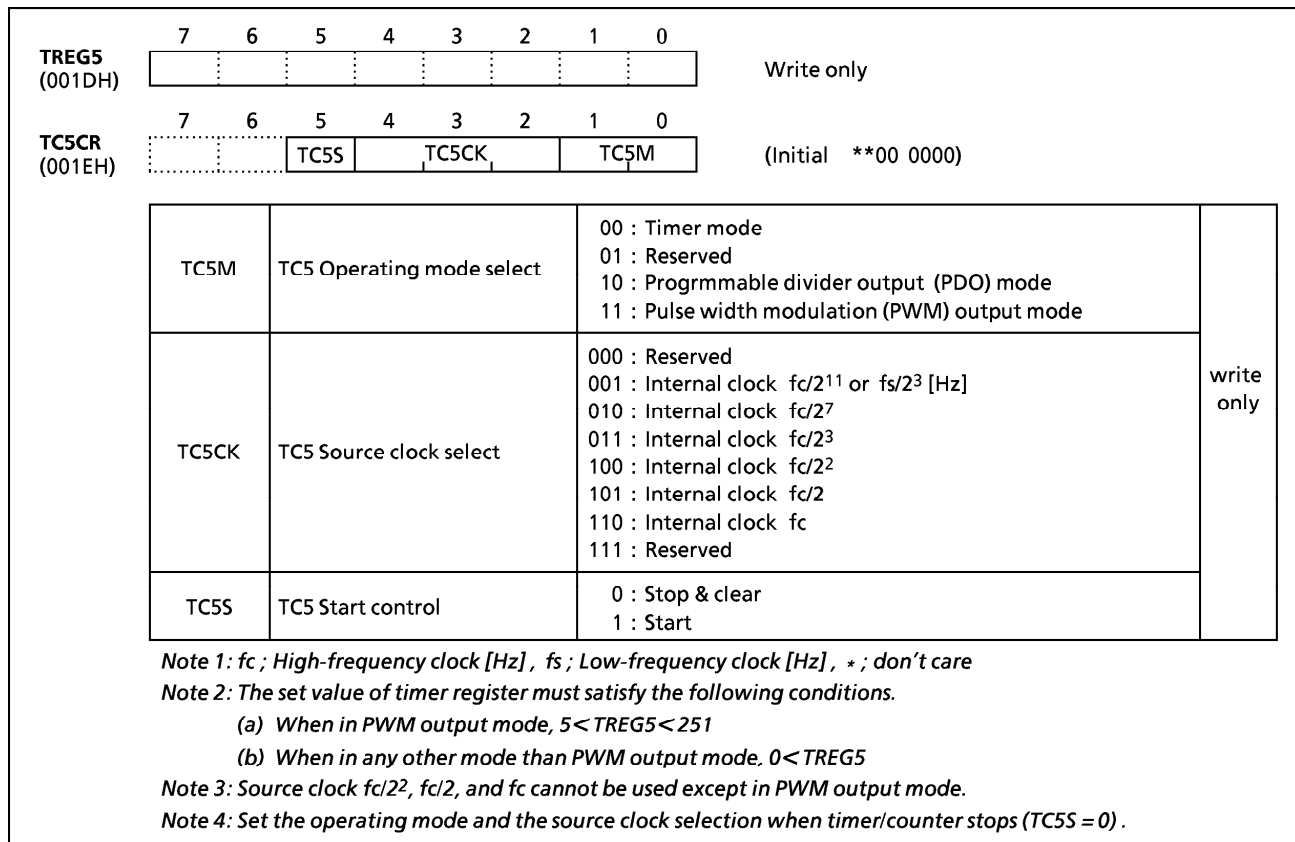 7 6 5 4 3 2 1 0
TREG5
(001DH)
Write only
7 6 5 4 3 2 1 0
TC5CR
(001EH)
TC5S TC5CK TC5M
(Initial **00 0000)
TC5M
TC5 Operating mode select
00 : Timer mode
01 : Reserved
10 : Progrmmable divider output (PDO) mode
11 : Pulse width modulation (PWM) output mode
TC5CK
TC5 Source clock select
000 : Reserved
001 : Internal clock fc/2¹¹ or fs/2³ [Hz]
010 : Internal clock fc/2⁷
011 : Internal clock fc/2³
100 : Internal clock fc/2²
101 : Internal clock fc/2
110 : Internal clock fc
111 : Reserved
TC5S
TC5 Start control
0 : Stop & clear
1 : Start
write
only
Note 1: fc ; High-frequency clock [Hz] , fs ; Low-frequency clock [Hz] , * ; don't care
Note 2: The set value of timer register must satisfy the following conditions.
(a) When in PWM output mode, 5<TREG5<251
(b) When in any other mode than PWM output mode, 0<TREG5
Note 3: Source clock fc/2², fc/2, and fc cannot be used except in PWM output mode.
Note 4: Set the operating mode and the source clock selection when timer/counter stops (TC5S = 0) .